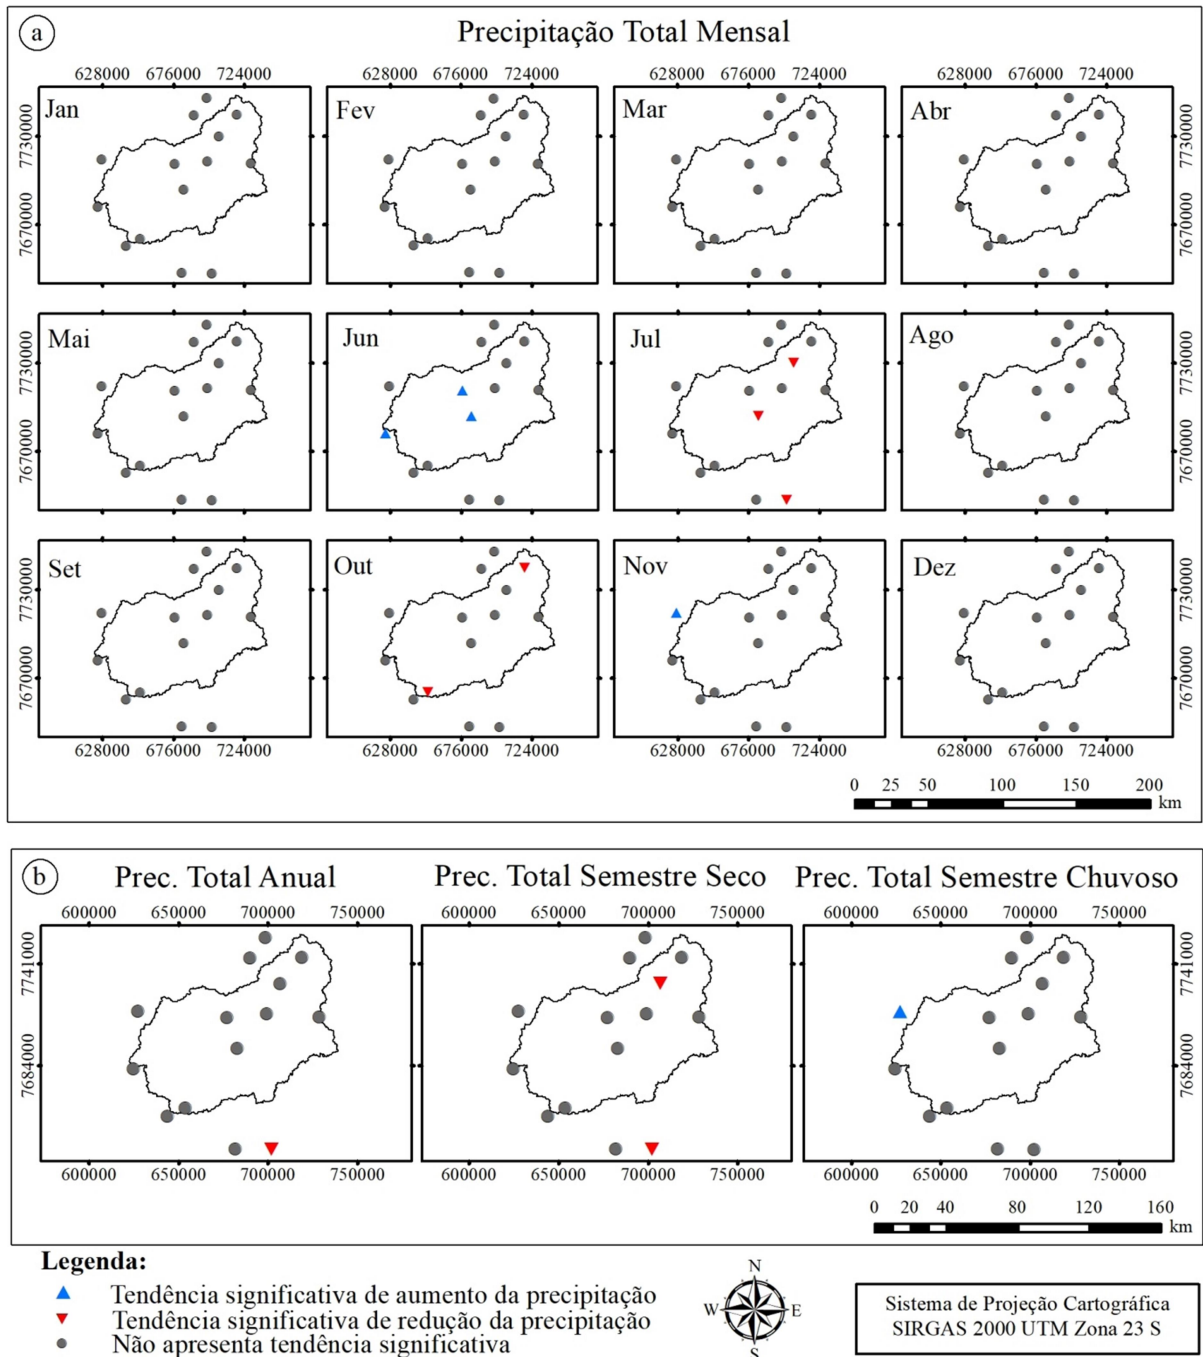 a
Precipitação Total Mensal
628000 676000 724000
628000 676000 724000
628000 676000 724000
Jan
Fev
Mar
Abr
7730000
7670000
7730000
7670000
Mai
Jun
Jul
Ago
7730000
7670000
7730000
7670000
Set
Out
Nov
Dez
7730000
7670000
7730000
7670000
628000 676000 724000
628000 676000 724000
628000 676000 724000
676000 724000
0 25 50 100 150 200
km
b
Prec. Total Anual
Prec. Total Semestre Seco
Prec. Total Semestre Chuvoso
600000 650000 700000 750000
600000 650000 700000 750000
600000 650000 700000 750000
7741000
7684000
7741000
7684000
600000 650000 700000 750000
600000 650000 700000 750000
600000 650000 700000 750000
0 20 40 80 120 160
km
Legenda:
Tendência significativa de aumento da precipitação
Tendência significativa de redução da precipitação
Não apresenta tendência significativa
N
W E
S
Sistema de Projeção Cartográfica
SIRGAS 2000 UTM Zona 23 S